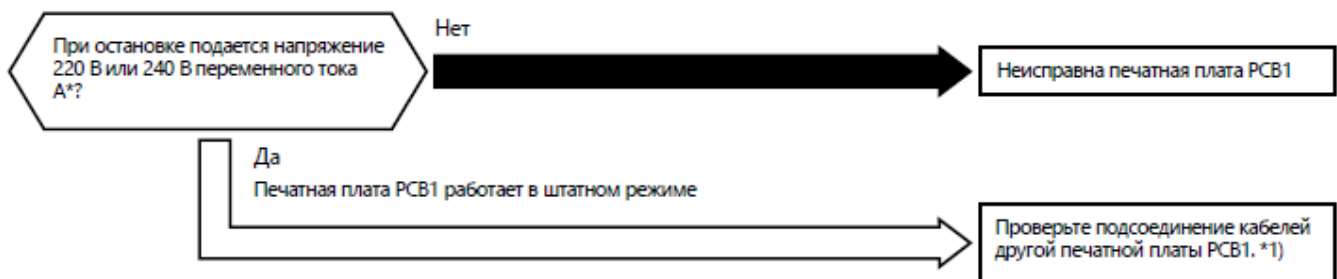 Нет
При остановке подается напряжение
220 В или 240 В переменного тока
А*?
Неисправна печатная плата PCB1
Да
Печатная плата PCB1 работает в штатном режиме
Проверьте подсоединение кабелей
другой печатной платы PCB1. *1)